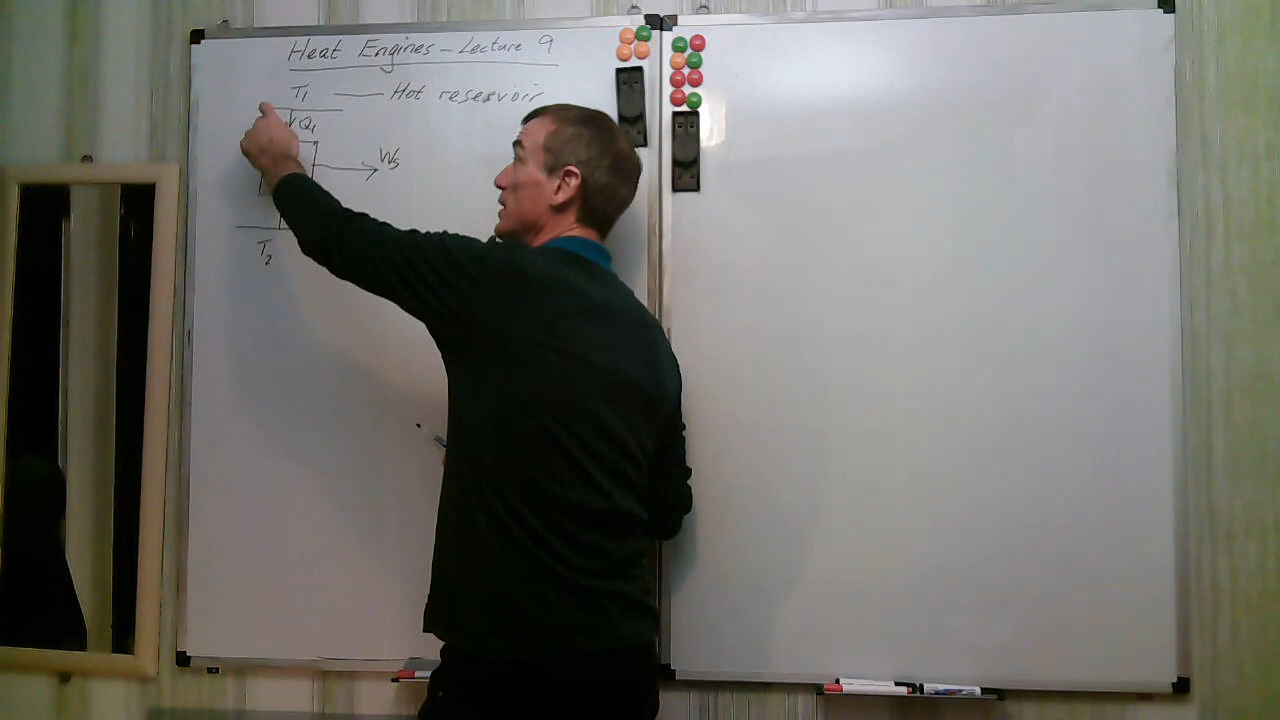 Heat Engines - Lecture 9
T₁ — Hot reservoir
Q₁
Ws
T₂